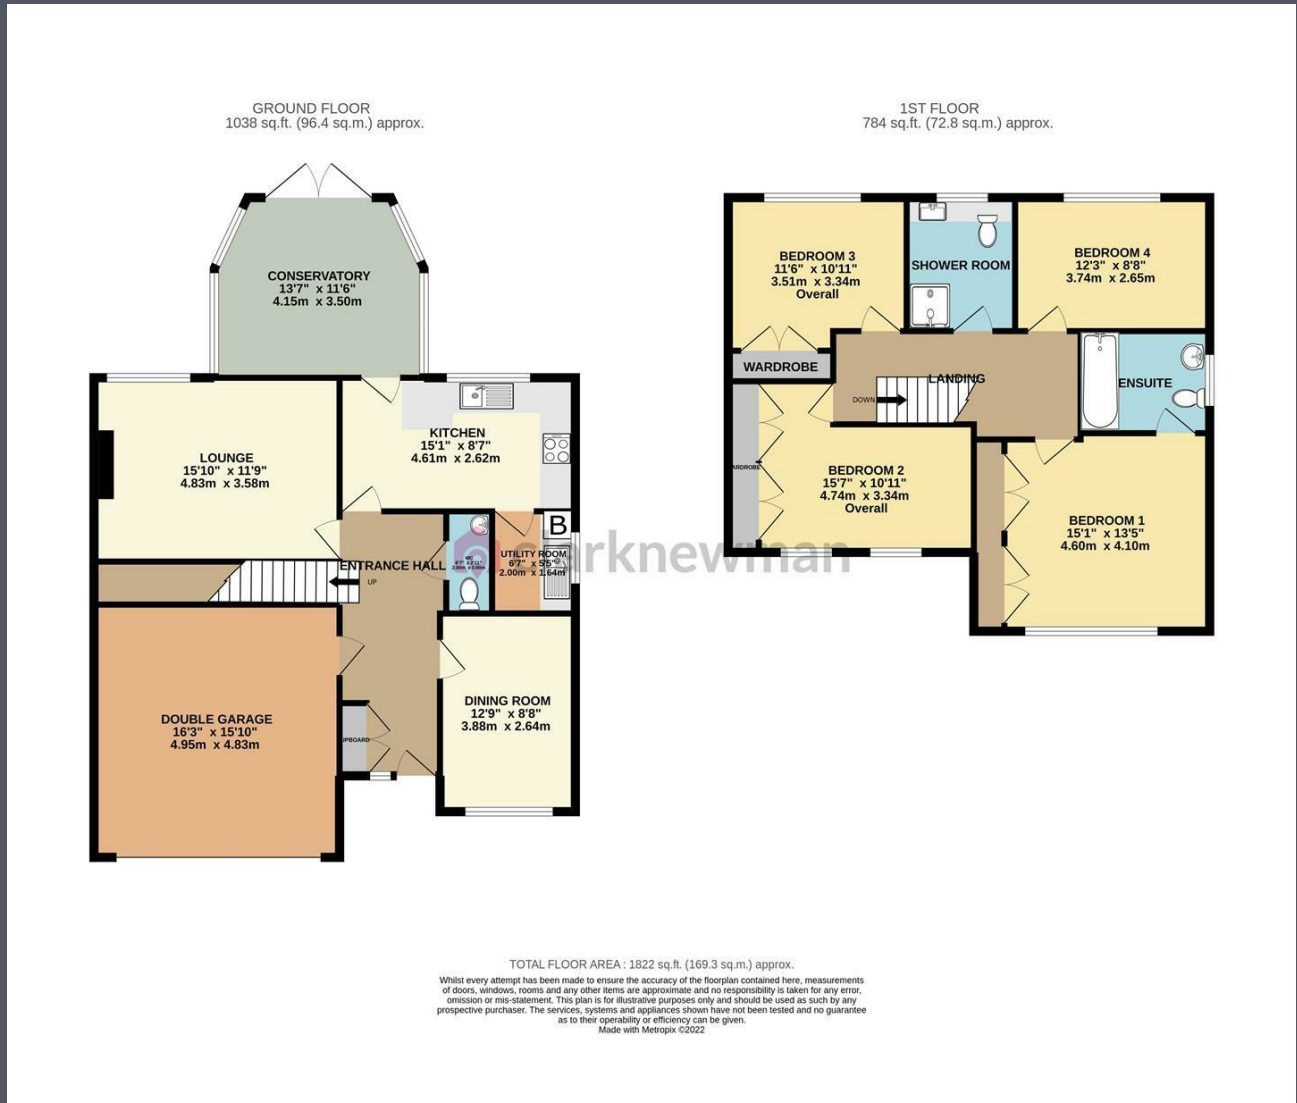 GROUND FLOOR
1038 sq.ft. (96.4 sq.m.) approx.
CONSERVATORY
13'7" x 11'6"
4.15m x 3.50m
KITCHEN
15'1" x 8'7"
4.61m x 2.62m
LOUNGE
15'10" x 11'9"
4.83m x 3.58m
B
UTILITY ROOM
6'7" x 5'5"
2.00m x 1.64m
WC
ENTRANCE HALL
UP
DINING ROOM
12'9" x 8'8"
3.88m x 2.64m
DOUBLE GARAGE
16'3" x 15'10"
4.95m x 4.83m
UPBOARD
1ST FLOOR
784 sq.ft. (72.8 sq.m.) approx.
BEDROOM 3
11'6" x 10'11"
3.51m x 3.34m
Overall
SHOWER ROOM
BEDROOM 4
12'3" x 8'8"
3.74m x 2.65m
WARDROBE
LANDING
ENSUITE
DOWN
ARDROBE
BEDROOM 2
15'7" x 10'11"
4.74m x 3.34m
Overall
BEDROOM 1
15'1" x 13'5"
4.60m x 4.10m
clarknewman
TOTAL FLOOR AREA : 1822 sq.ft. (169.3 sq.m.) approx.
Whilst every attempt has been made to ensure the accuracy of the floorplan contained here, measurements
of doors, windows, rooms and any other items are approximate and no responsibility is taken for any error,
omission or mis-statement. This plan is for illustrative purposes only and should be used as such by any
prospective purchaser. The services, systems and appliances shown have not been tested and no guarantee
as to their operability or efficiency can be given.
Made with Metropix ©2022